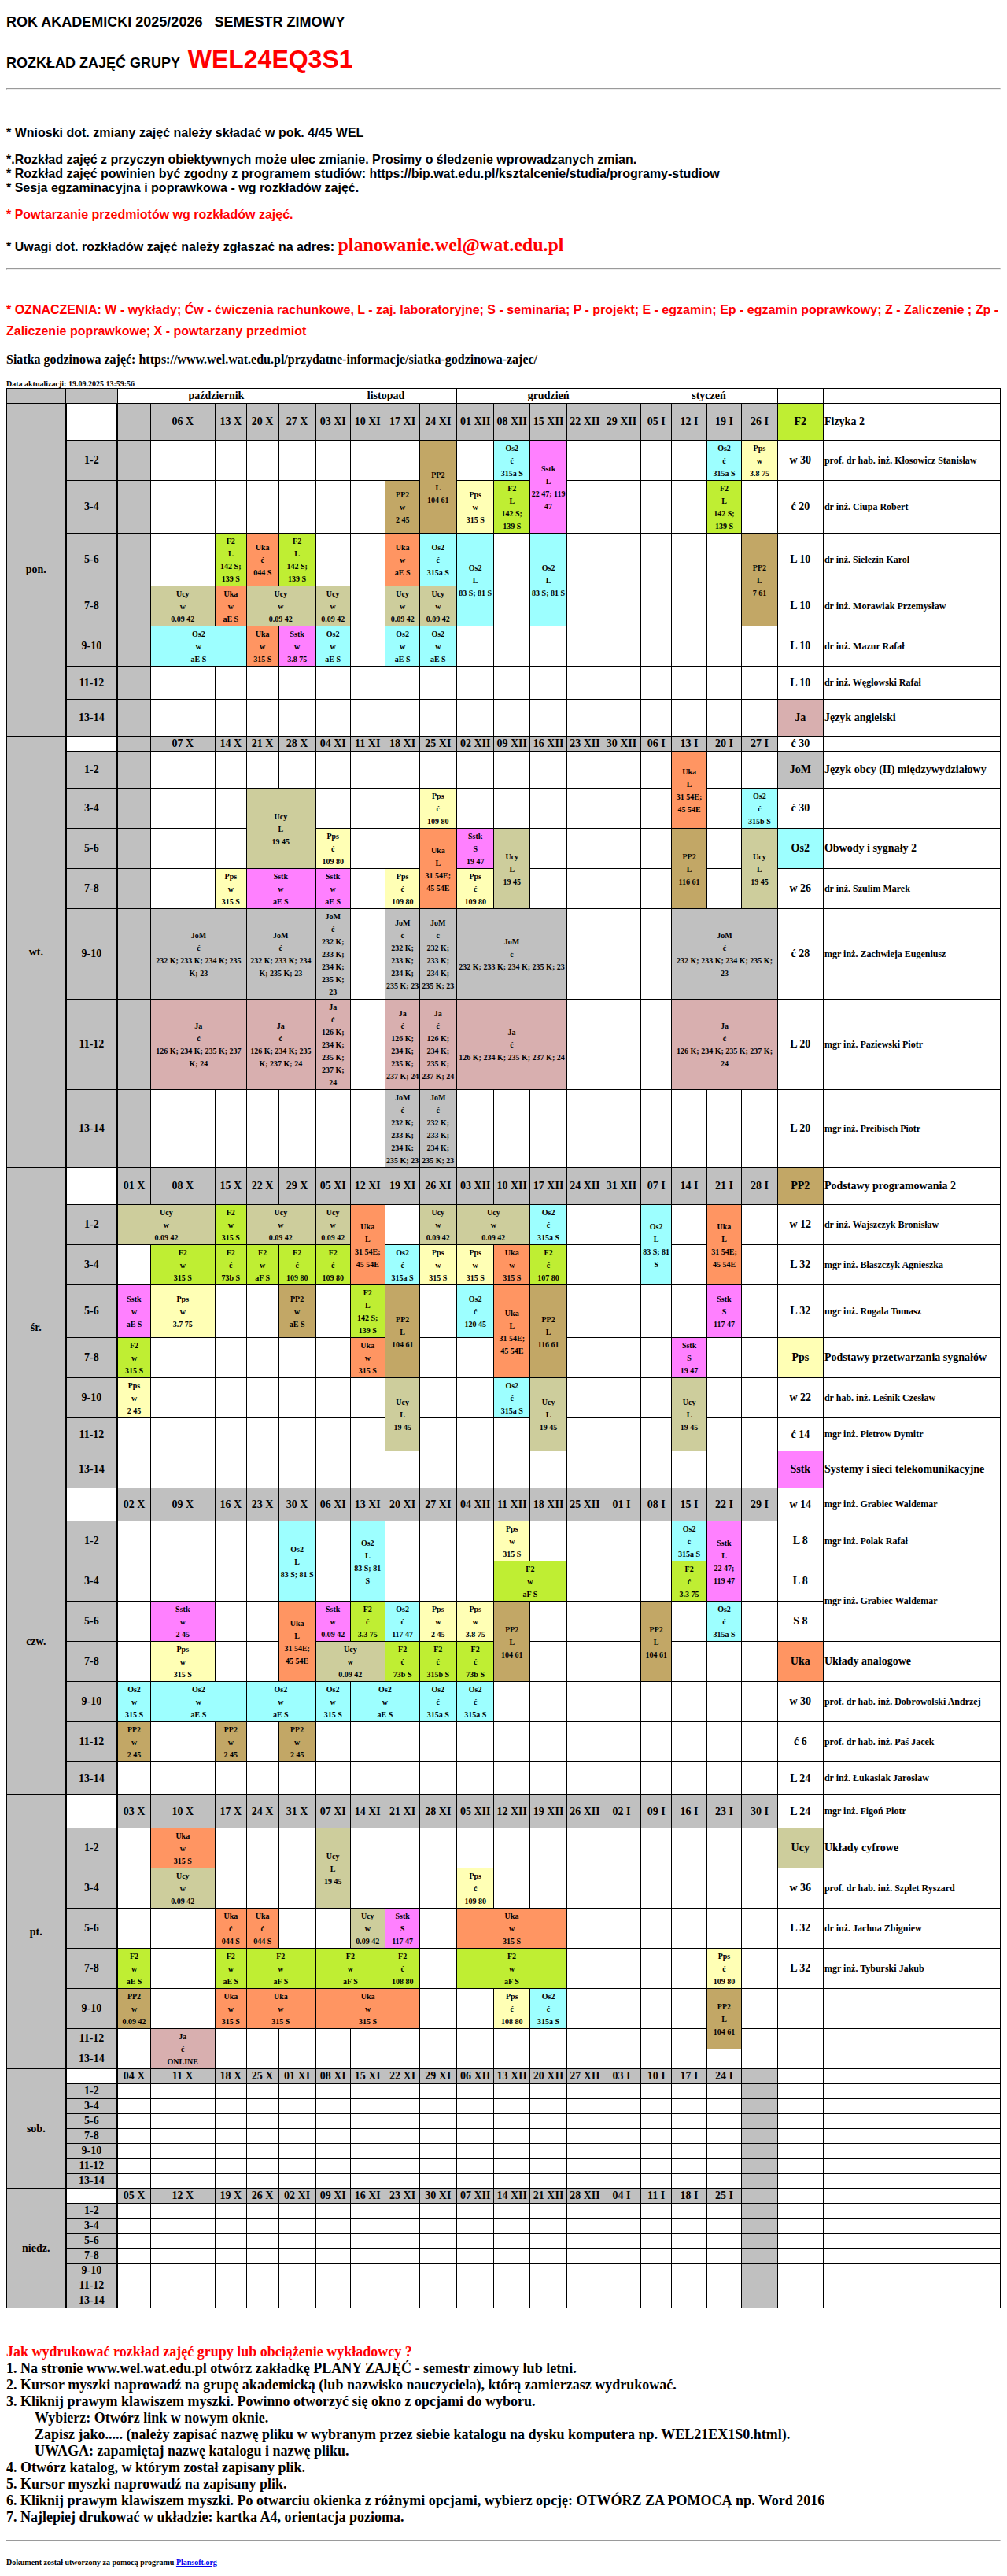 ROK AKADEMICKI 2025/2026 SEMESTR ZIMOWY
ROZKŁAD ZAJĘĆ GRUPY WEL24EQ3S1
* Wnioski dot. zmiany zajęć należy składać w pok. 4/45 WEL
*.Rozkład zajęć z przyczyn obiektywnych może ulec zmianie. Prosimy o śledzenie wprowadzanych zmian.
* Rozkład zajęć powinien być zgodny z programem studiów: https://bip.wat.edu.pl/ksztalcenie/studia/programy-studiow
* Sesja egzaminacyjna i poprawkowa - wg rozkładów zajęć.
* Powtarzanie przedmiotów wg rozkładów zajęć.
* Uwagi dot. rozkładów zajęć należy zgłaszać na adres: planowanie.wel@wat.edu.pl
* OZNACZENIA: W - wykłady; Ćw - ćwiczenia rachunkowe, L - zaj. laboratoryjne; S - seminaria; P - projekt; E - egzamin; Ep - egzamin poprawkowy; Z - Zaliczenie ; Zp -
Zaliczenie poprawkowe; X - powtarzany przedmiot
Siatka godzinowa zajęć: https://www.wel.wat.edu.pl/przydatne-informacje/siatka-godzinowa-zajec/
Data aktualizacji: 19.09.2025 13:59:56
październik listopad grudzień styczeń
pon. 06 X 13 X 20 X 27 X 03 XI 10 XI 17 XI 24 XI 01 XII 08 XII 15 XII 22 XII 29 XII 05 I 12 I 19 I 26 I F2 Fizyka 2
1-2 PP2 L 104 61 Os2 ć 315a S Sstk L 22 47; 119 47 Os2 ć 315a S Pps w 3.8 75 w 30 prof. dr hab. inż. Kłosowicz Stanisław
3-4 PP2 w 2 45 Pps w 315 S F2 L 142 S; 139 S F2 L 142 S; 139 S ć 20 dr inż. Ciupa Robert
5-6 F2 L 142 S; 139 S Uka ć 044 S F2 L 142 S; 139 S Uka w aE S Os2 ć 315a S Os2 L 83 S; 81 S Os2 L 83 S; 81 S PP2 L 7 61 L 10 dr inż. Sielezin Karol
7-8 Ucy w 0.09 42 Uka w aE S Ucy w 0.09 42 Ucy w 0.09 42 Ucy w 0.09 42 Ucy w 0.09 42 L 10 dr inż. Morawiak Przemysław
9-10 Os2 w aE S Uka w 315 S Sstk w 3.8 75 Os2 w aE S Os2 w aE S Os2 w aE S L 10 dr inż. Mazur Rafał
11-12 L 10 dr inż. Węgłowski Rafał
13-14 Ja Język angielski
wt. 07 X 14 X 21 X 28 X 04 XI 11 XI 18 XI 25 XI 02 XII 09 XII 16 XII 23 XII 30 XII 06 I 13 I 20 I 27 I ć 30
1-2 Uka L 31 54E; 45 54E JoM Język obcy (II) międzywydziałowy
3-4 Ucy L 19 45 Pps ć 109 80 Os2 ć 315b S ć 30
5-6 Pps ć 109 80 Uka L 31 54E; 45 54E Sstk S 19 47 Ucy L 19 45 PP2 L 116 61 Ucy L 19 45 Os2 Obwody i sygnały 2
7-8 Pps w 315 S Sstk w aE S Sstk w aE S Pps ć 109 80 Pps ć 109 80 w 26 dr inż. Szulim Marek
9-10 JoM ć 232 K; 233 K; 234 K; 235 K; 23 JoM ć 232 K; 233 K; 234 K; 235 K; 23 JoM ć 232 K; 233 K; 234 K; 235 K; 23 JoM ć 232 K; 233 K; 234 K; 235 K; 23 JoM ć 232 K; 233 K; 234 K; 235 K; 23 JoM ć 232 K; 233 K; 234 K; 235 K; 23 JoM ć 232 K; 233 K; 234 K; 235 K; 23 ć 28 mgr inż. Zachwieja Eugeniusz
11-12 Ja ć 126 K; 234 K; 235 K; 237 K; 24 Ja ć 126 K; 234 K; 235 K; 237 K; 24 Ja ć 126 K; 234 K; 235 K; 237 K; 24 Ja ć 126 K; 234 K; 235 K; 237 K; 24 Ja ć 126 K; 234 K; 235 K; 237 K; 24 Ja ć 126 K; 234 K; 235 K; 237 K; 24 Ja ć 126 K; 234 K; 235 K; 237 K; 24 L 20 mgr inż. Paziewski Piotr
13-14 JoM ć 232 K; 233 K; 234 K; 235 K; 23 JoM ć 232 K; 233 K; 234 K; 235 K; 23 L 20 mgr inż. Preibisch Piotr
śr. 01 X 08 X 15 X 22 X 29 X 05 XI 12 XI 19 XI 26 XI 03 XII 10 XII 17 XII 24 XII 31 XII 07 I 14 I 21 I 28 I PP2 Podstawy programowania 2
1-2 Ucy w 0.09 42 F2 w 315 S Ucy w 0.09 42 Ucy w 0.09 42 Uka L 31 54E; 45 54E Ucy w 0.09 42 Ucy w 0.09 42 Os2 ć 315a S Os2 L 83 S; 81 S Uka L 31 54E; 45 54E w 12 dr inż. Wajszczyk Bronisław
3-4 F2 w 315 S F2 ć 73b S F2 w aF S F2 ć 109 80 F2 ć 109 80 Os2 ć 315a S Pps w 315 S Pps w 315 S Uka w 315 S F2 ć 107 80 L 32 mgr inż. Błaszczyk Agnieszka
5-6 Sstk w aE S Pps w 3.7 75 PP2 w aE S F2 L 142 S; 139 S PP2 L 104 61 Os2 ć 120 45 Uka L 31 54E; 45 54E PP2 L 116 61 Sstk S 117 47 L 32 mgr inż. Rogala Tomasz
7-8 F2 w 315 S Uka w 315 S Sstk S 19 47 Pps Podstawy przetwarzania sygnałów
9-10 Pps w 2 45 Ucy L 19 45 Os2 ć 315a S Ucy L 19 45 Ucy L 19 45 w 22 dr hab. inż. Leśnik Czesław
11-12 ć 14 mgr inż. Pietrow Dymitr
13-14 Sstk Systemy i sieci telekomunikacyjne
czw. 02 X 09 X 16 X 23 X 30 X 06 XI 13 XI 20 XI 27 XI 04 XII 11 XII 18 XII 25 XII 01 I 08 I 15 I 22 I 29 I w 14 mgr inż. Grabiec Waldemar
1-2 Os2 L 83 S; 81 S Os2 L 83 S; 81 S Pps w 315 S Os2 ć 315a S Sstk L 22 47; 119 47 L 8 mgr inż. Polak Rafał
3-4 F2 w aF S F2 ć 3.3 75 L 8 mgr inż. Grabiec Waldemar
5-6 Sstk w 2 45 Uka L 31 54E; 45 54E Sstk w 0.09 42 F2 ć 3.3 75 Os2 ć 117 47 Pps w 2 45 Pps w 3.8 75 PP2 L 104 61 PP2 L 104 61 Os2 ć 315a S S 8
7-8 Pps w 315 S Ucy w 0.09 42 F2 ć 73b S F2 ć 315b S F2 ć 73b S Uka Układy analogowe
9-10 Os2 w 315 S Os2 w aE S Os2 w aE S Os2 w 315 S Os2 w aE S Os2 ć 315a S Os2 ć 315a S w 30 prof. dr hab. inż. Dobrowolski Andrzej
11-12 PP2 w 2 45 PP2 w 2 45 PP2 w 2 45 ć 6 prof. dr hab. inż. Paś Jacek
13-14 L 24 dr inż. Łukasiak Jarosław
pt. 03 X 10 X 17 X 24 X 31 X 07 XI 14 XI 21 XI 28 XI 05 XII 12 XII 19 XII 26 XII 02 I 09 I 16 I 23 I 30 I L 24 mgr inż. Figoń Piotr
1-2 Uka w 315 S Ucy L 19 45 Ucy Układy cyfrowe
3-4 Ucy w 0.09 42 Pps ć 109 80 w 36 prof. dr hab. inż. Szplet Ryszard
5-6 Uka ć 044 S Uka ć 044 S Ucy w 0.09 42 Sstk S 117 47 Uka w 315 S L 32 dr inż. Jachna Zbigniew
7-8 F2 w aE S F2 w aE S F2 w aF S F2 w aF S F2 ć 108 80 F2 w aF S Pps ć 109 80 L 32 mgr inż. Tyburski Jakub
9-10 PP2 w 0.09 42 Uka w 315 S Uka w 315 S Uka w 315 S Pps ć 108 80 Os2 ć 315a S PP2 L 104 61
11-12 Ja ć ONLINE
13-14
sob. 04 X 11 X 18 X 25 X 01 XI 08 XI 15 XI 22 XI 29 XI 06 XII 13 XII 20 XII 27 XII 03 I 10 I 17 I 24 I
1-2
3-4
5-6
7-8
9-10
11-12
13-14
niedz. 05 X 12 X 19 X 26 X 02 XI 09 XI 16 XI 23 XI 30 XI 07 XII 14 XII 21 XII 28 XII 04 I 11 I 18 I 25 I
1-2
3-4
5-6
7-8
9-10
11-12
13-14
Jak wydrukować rozkład zajęć grupy lub obciążenie wykładowcy ?
1. Na stronie www.wel.wat.edu.pl otwórz zakładkę PLANY ZAJĘĆ - semestr zimowy lub letni.
2. Kursor myszki naprowadź na grupę akademicką (lub nazwisko nauczyciela), którą zamierzasz wydrukować.
3. Kliknij prawym klawiszem myszki. Powinno otworzyć się okno z opcjami do wyboru.
Wybierz: Otwórz link w nowym oknie.
Zapisz jako..... (należy zapisać nazwę pliku w wybranym przez siebie katalogu na dysku komputera np. WEL21EX1S0.html).
UWAGA: zapamiętaj nazwę katalogu i nazwę pliku.
4. Otwórz katalog, w którym został zapisany plik.
5. Kursor myszki naprowadź na zapisany plik.
6. Kliknij prawym klawiszem myszki. Po otwarciu okienka z różnymi opcjami, wybierz opcję: OTWÓRZ ZA POMOCĄ np. Word 2016
7. Najlepiej drukować w układzie: kartka A4, orientacja pozioma.
Dokument został utworzony za pomocą programu Plansoft.org